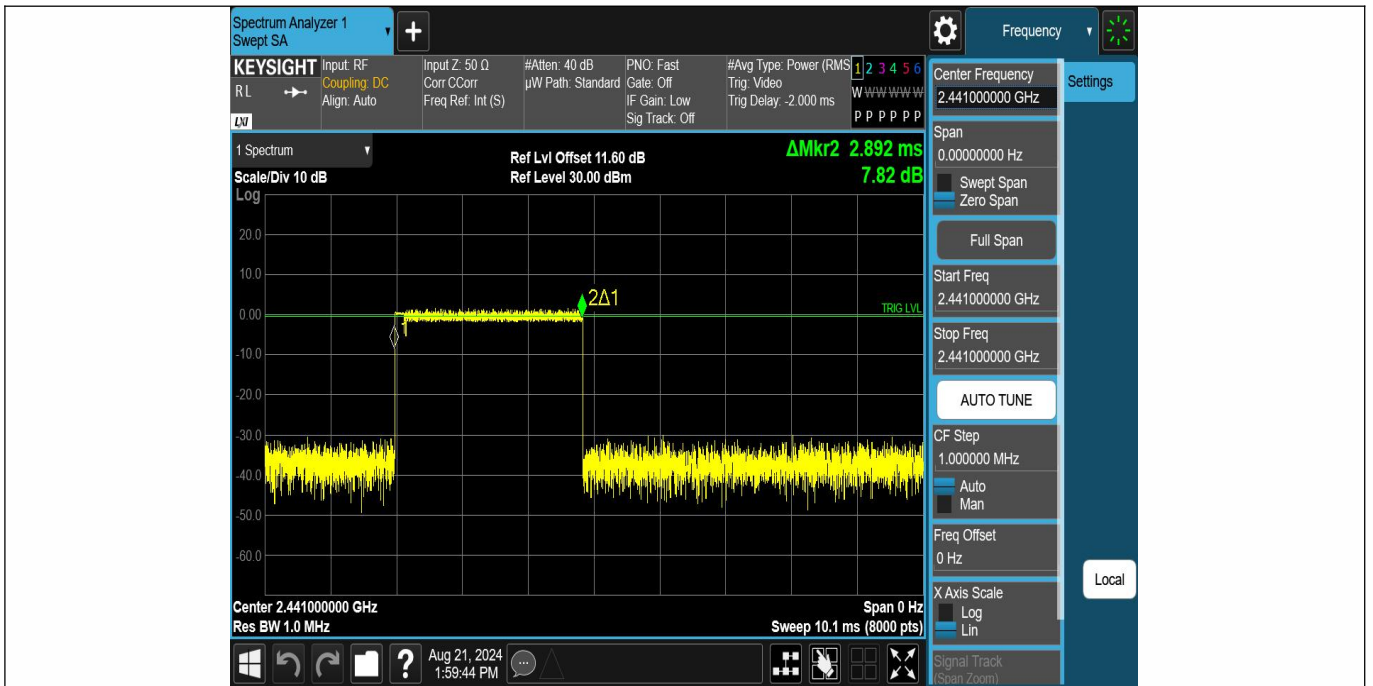 Spectrum Analyzer 1
Swept SA
+
Frequency
KEYSIGHT
RL
LXI
Input: RF
Coupling: DC
Align: Auto
Input Z: 50 Ω
Corr CCorr
Freq Ref: Int (S)
#Atten: 40 dB
µW Path: Standard
PNO: Fast
Gate: Off
IF Gain: Low
Sig Track: Off
#Avg Type: Power (RMS
Trig: Video
Trig Delay: -2.000 ms
1 2 3 4 5 6
W W W W W W
P P P P P P
1 Spectrum
Scale/Div 10 dB
Ref Lvl Offset 11.60 dB
Ref Level 30.00 dBm
ΔMkr2 2.892 ms
7.82 dB
Log
20.0
10.0
0.00
-10.0
-20.0
-30.0
-40.0
-50.0
-60.0
2Δ1
TRIG LVL
Center 2.441000000 GHz
Res BW 1.0 MHz
Span 0 Hz
Sweep 10.1 ms (8000 pts)
Center Frequency
2.441000000 GHz
Settings
Span
0.00000000 Hz
Swept Span
Zero Span
Full Span
Start Freq
2.441000000 GHz
Stop Freq
2.441000000 GHz
AUTO TUNE
CF Step
1.000000 MHz
Auto
Man
Freq Offset
0 Hz
Local
X Axis Scale
Log
Lin
Signal Track
(Span Zoom)
?
Aug 21, 2024
1:59:44 PM